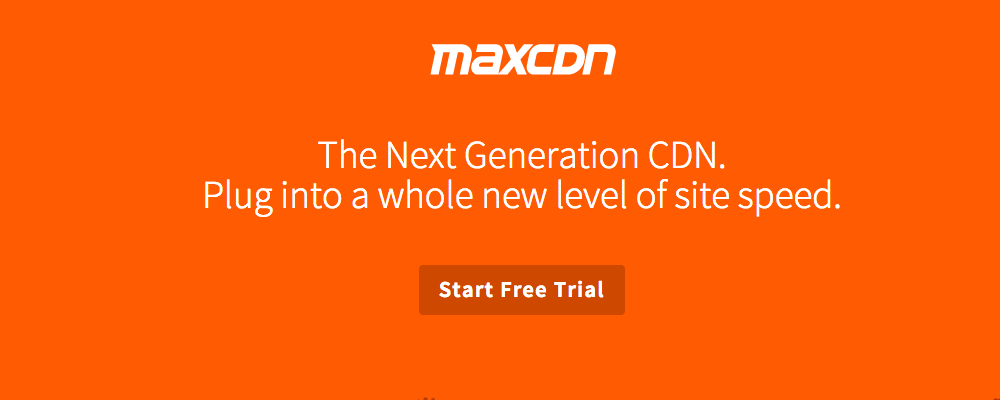 maxcdn
The Next Generation CDN.
Plug into a whole new level of site speed.
Start Free Trial